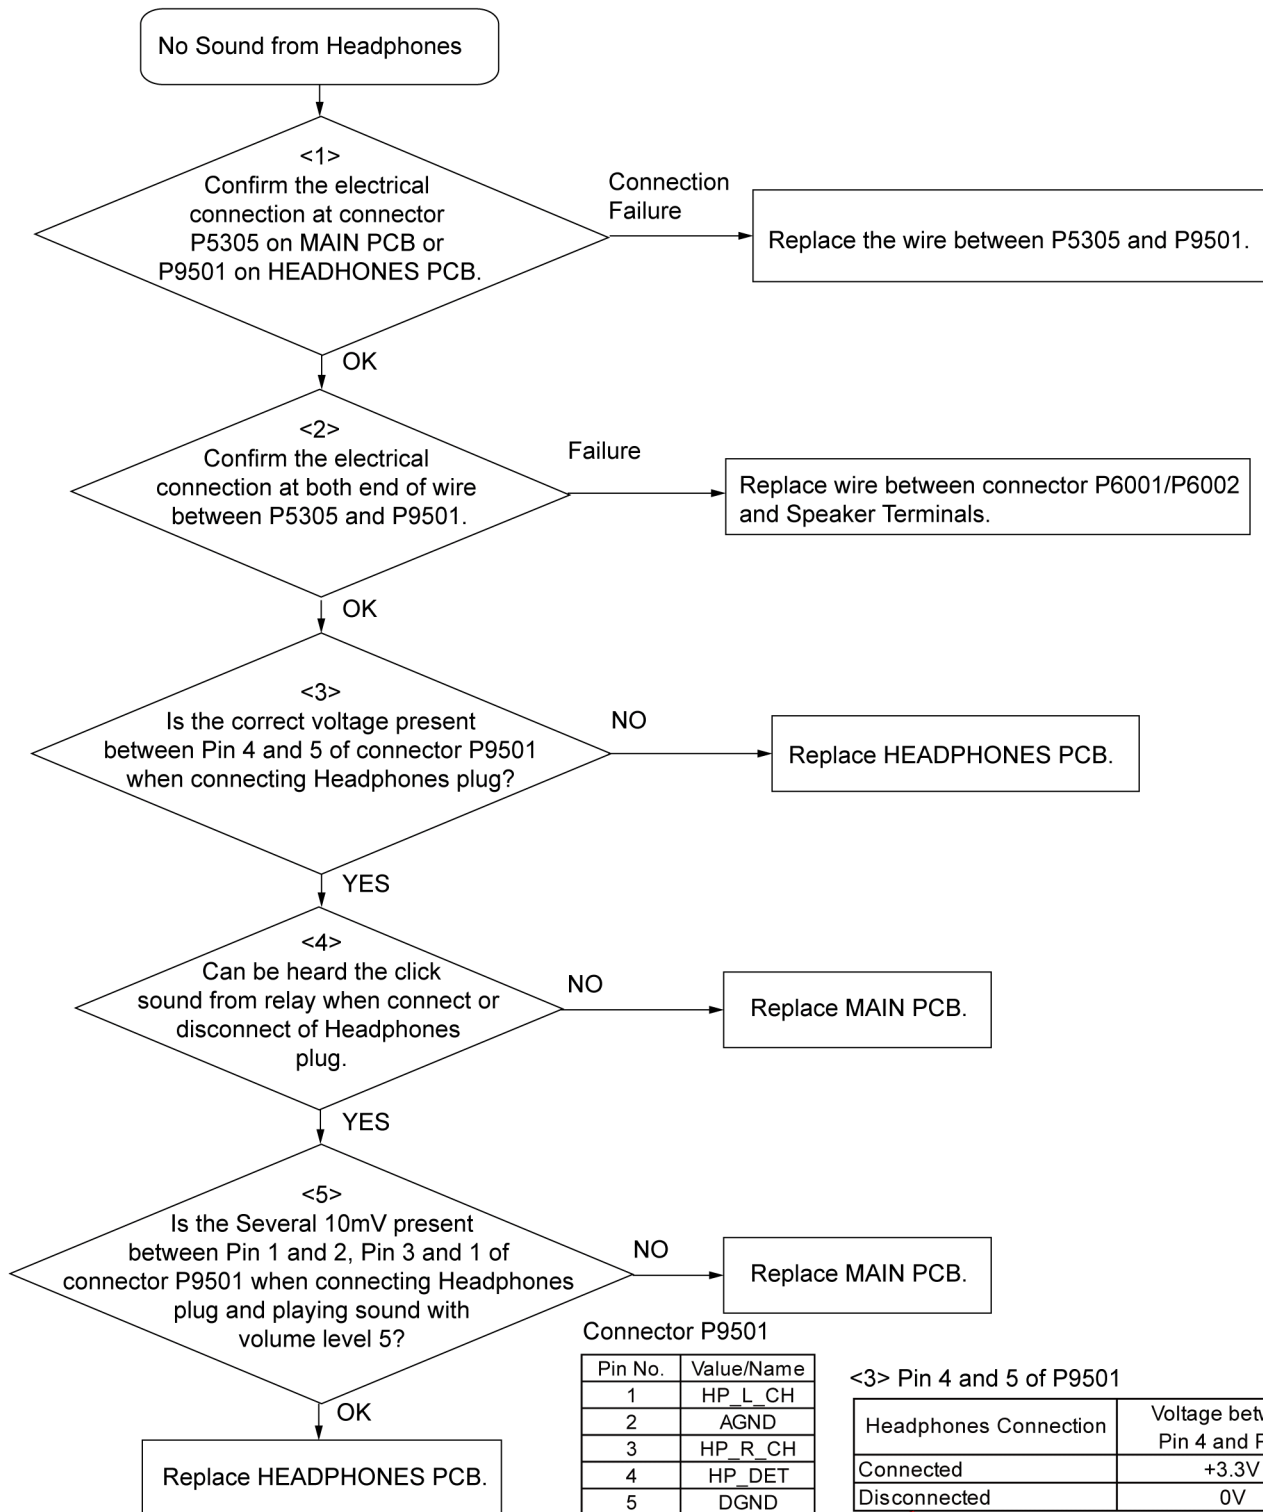 No Sound from Headphones
<1>
Confirm the electrical
connection at connector
P5305 on MAIN PCB or
P9501 on HEADHONES PCB.
Connection
Failure
Replace the wire between P5305 and P9501.
OK
<2>
Confirm the electrical
connection at both end of wire
between P5305 and P9501.
Failure
Replace wire between connector P6001/P6002
and Speaker Terminals.
OK
<3>
Is the correct voltage present
between Pin 4 and 5 of connector P9501
when connecting Headphones plug?
NO
Replace HEADPHONES PCB.
YES
<4>
Can be heard the click
sound from relay when connect or
disconnect of Headphones
plug.
NO
Replace MAIN PCB.
YES
<5>
Is the Several 10mV present
between Pin 1 and 2, Pin 3 and 1 of
connector P9501 when connecting Headphones
plug and playing sound with
volume level 5?
NO
Replace MAIN PCB.
OK
Replace HEADPHONES PCB.
Connector P9501
Pin No. Value/Name
1 HP_L_CH
2 AGND
3 HP_R_CH
4 HP_DET
5 DGND
<3> Pin 4 and 5 of P9501
Headphones Connection
Voltage
Pin 4 and
Connected +3.3V
Disconnected 0V